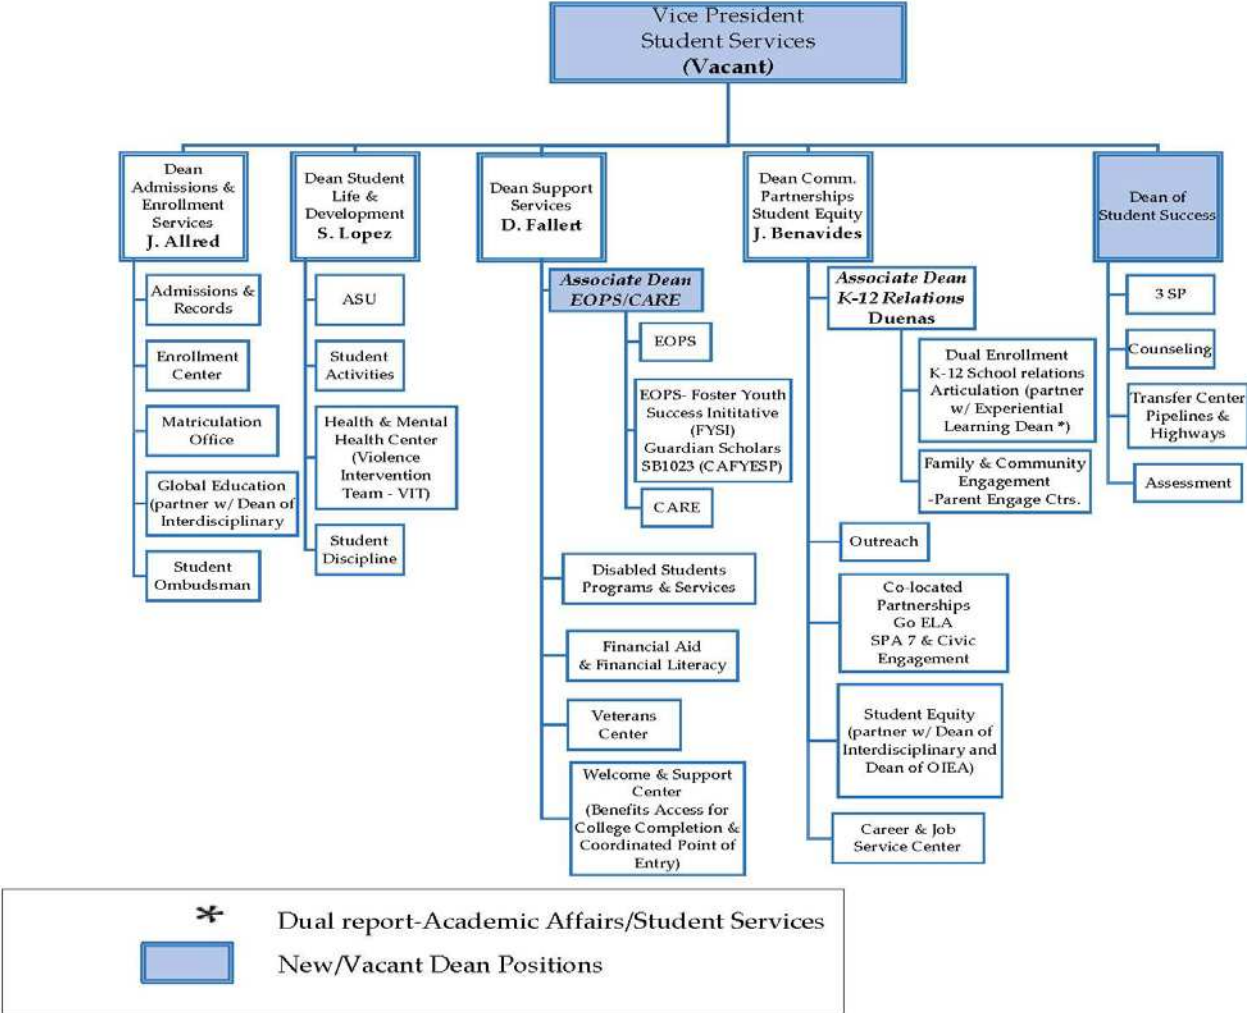 Vice President
Student Services
(Vacant)
Dean
Admissions &
Enrollment
Services
J. Allred
Admissions &
Records
Enrollment
Center
Matriculation
Office
Global Education
(partner w/ Dean of
Interdisciplinary
Student
Ombudsman
Dean Student
Life &
Development
S. Lopez
ASU
Student
Activities
Health & Mental
Health Center
(Violence
Intervention
Team - VIT)
Student
Discipline
Dean Support
Services
D. Fallert
Associate Dean
EOPS/CARE
EOPS
EOPS- Foster Youth
Success Inititative
(FYSI)
Guardian Scholars
SB1023 (CAFYESP)
CARE
Disabled Students
Programs & Services
Financial Aid
& Financial Literacy
Veterans
Center
Welcome & Support
Center
(Benefits Access for
College Completion &
Coordinated Point of
Entry)
Dean Comm.
Partnerships
Student Equity
J. Benavides
Associate Dean
K-12 Relations
Duenas
Dual Enrollment
K-12 School relations
Articulation (partner
w/ Experiential
Learning Dean *)
Family & Community
Engagement
-Parent Engage Ctrs.
Outreach
Co-located
Partnerships
Go ELA
SPA 7 & Civic
Engagement
Student Equity
(partner w/ Dean of
Interdisciplinary and
Dean of OIEA)
Career & Job
Service Center
Dean of
Student Success
3 SP
Counseling
Transfer Center
Pipelines &
Highways
Assessment
* Dual report-Academic Affairs/Student Services
New/Vacant Dean Positions